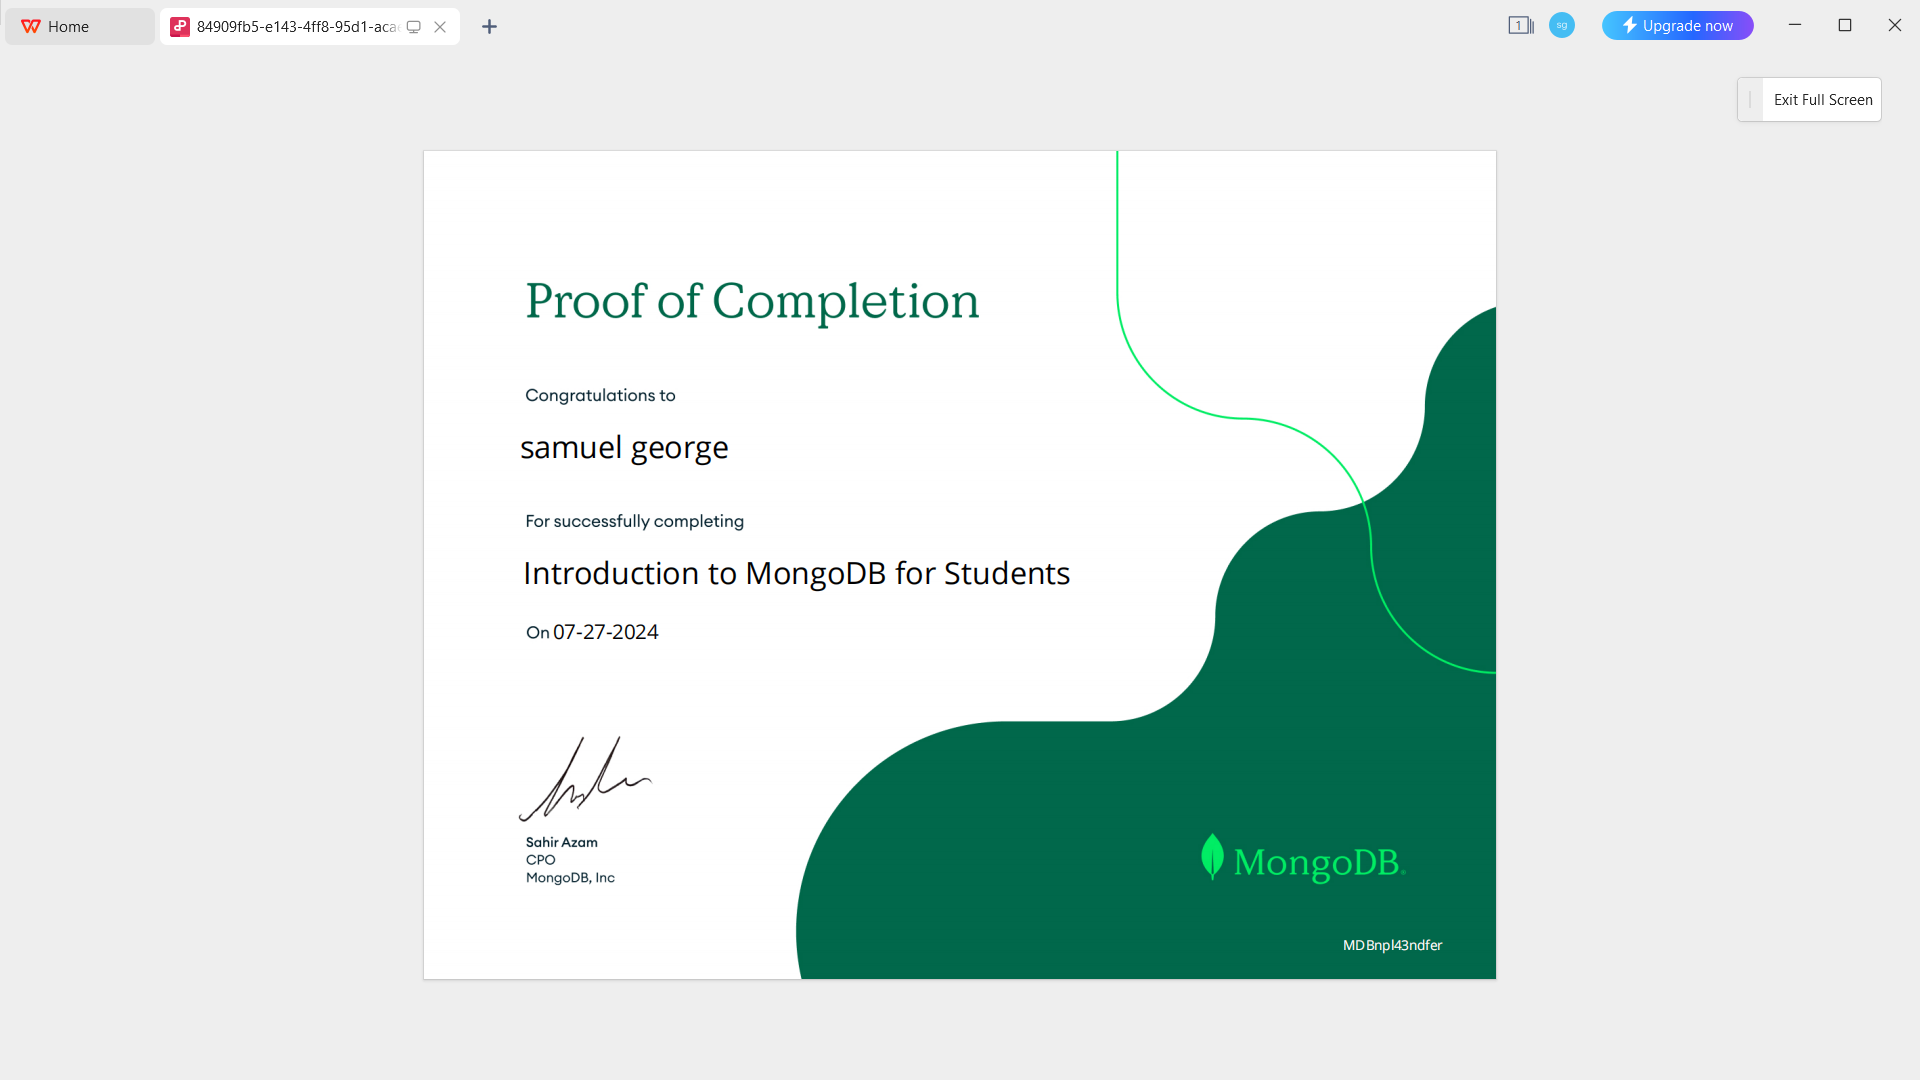 Home
84909fb5-e143-4ff8-95d1-aca
1
sg
Upgrade now
Exit Full Screen
Proof of Completion
Congratulations to
samuel george
For successfully completing
Introduction to MongoDB for Students
On 07-27-2024
Sahir Azam
CPO
MongoDB, Inc
MongoDB®
MDBnpl43ndfer